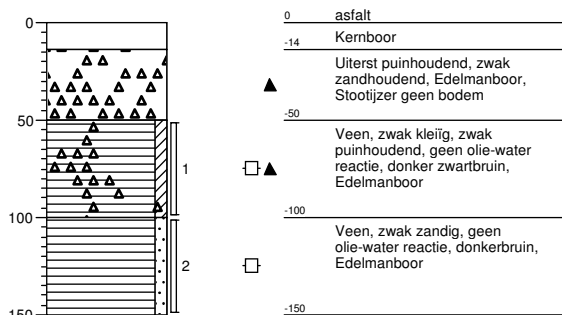 0
50
100
150
1
2
0 asfalt
-14 Kernboor
Uiterst puinhoudend, zwak
zandhoudend, Edelmanboor,
Stootijzer geen bodem
-50
Veen, zwak kleiïg, zwak
puinhoudend, geen olie-water
reactie, donker zwartbruin,
Edelmanboor
-100
Veen, zwak zandig, geen
olie-water reactie, donkerbruin,
Edelmanboor
-150